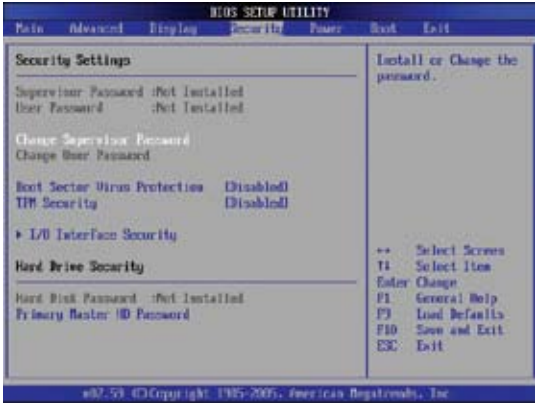 BIOS SETUP UTILITY
Main Advanced Display Security Power Boot Exit
Security Settings
Supervisor Password :Not Installed
User Password :Not Installed
Change Supervisor Password
Change User Password
Boot Sector Virus Protection [Disabled]
TPM Security [Disabled]
I/O Interface Security
Hard Drive Security
Hard Disk Password :Not Installed
Primary Master HD Password
Install or Change the
password.
↔ Select Screen
↑↓ Select Item
Enter Change
F1 General Help
F9 Load Defaults
F10 Save and Exit
ESC Exit
v02.59 (C)Copyright 1985-2005, American Megatrends, Inc